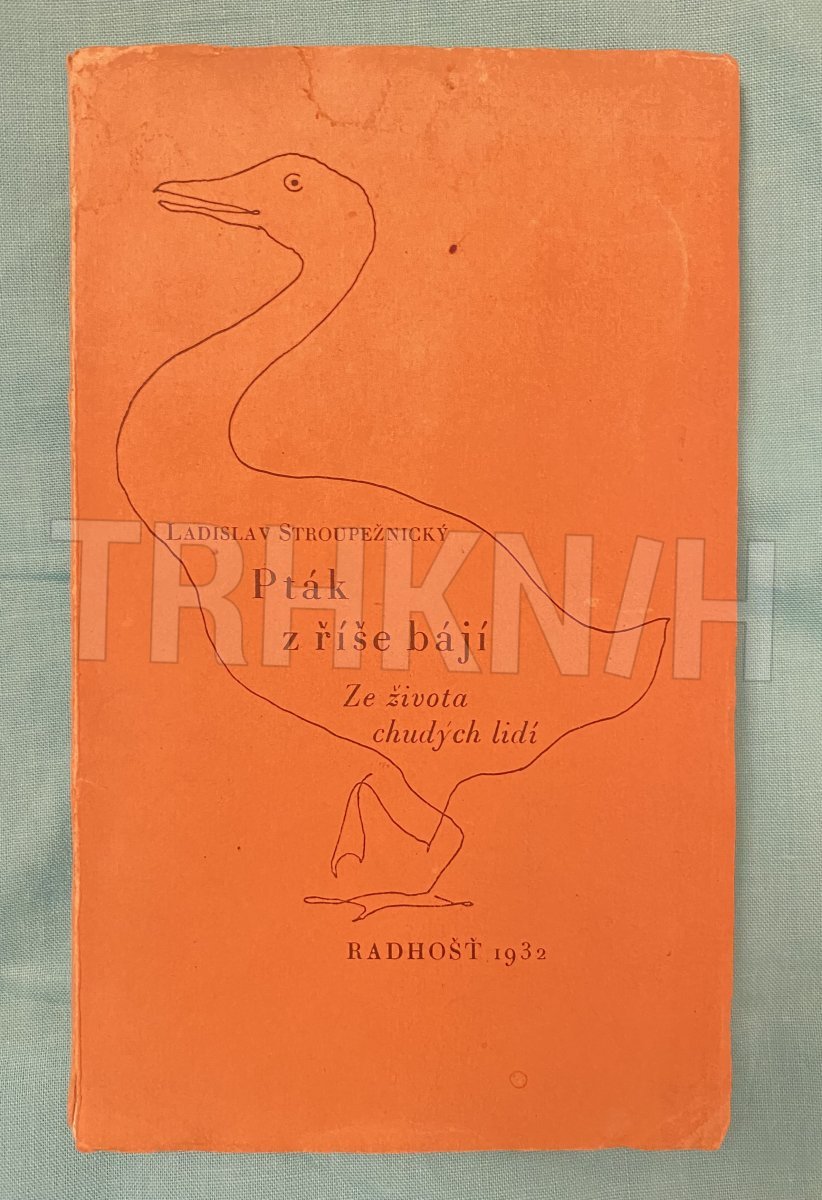 LADISLAV STROUPEŽNICKÝ
Pták
z říše bájí
Ze života
chudých lidí
RADHOŠŤ 1932
TRHKNIH